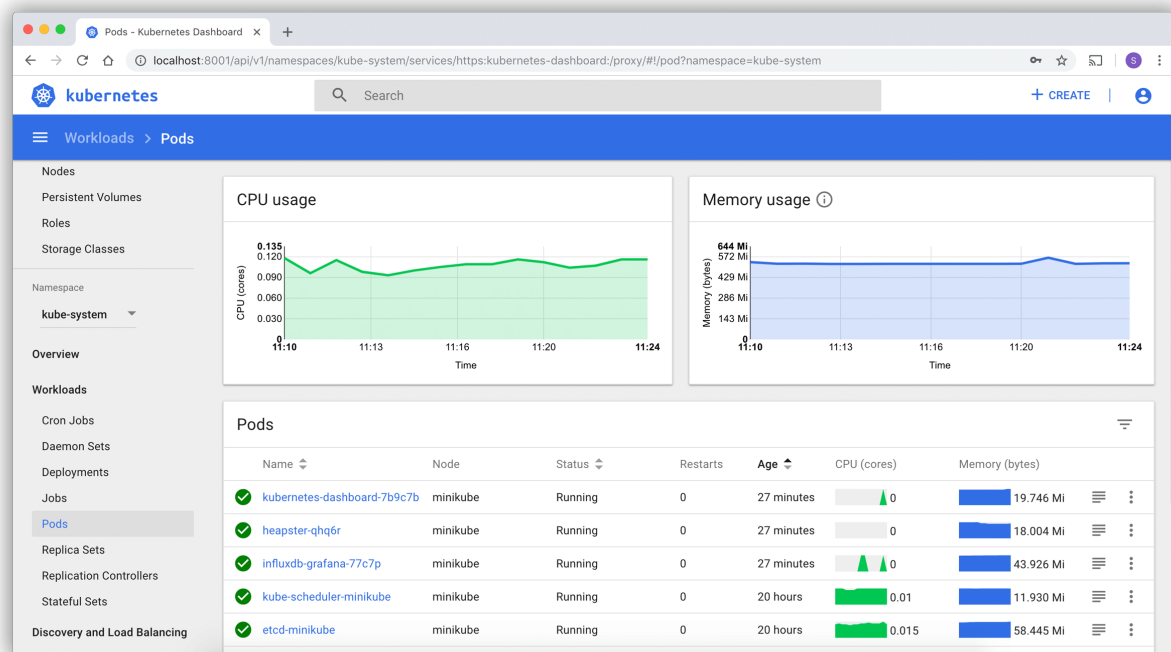 Pods - Kubernetes Dashboard
localhost:8001/api/v1/namespaces/kube-system/services/https:kubernetes-dashboard:/proxy/#!/pod?namespace=kube-system
S
kubernetes
Search
CREATE
Workloads > Pods
Nodes
Persistent Volumes
Roles
Storage Classes
Namespace
kube-system
Overview
Workloads
Cron Jobs
Daemon Sets
Deployments
Jobs
Pods
Replica Sets
Replication Controllers
Stateful Sets
Discovery and Load Balancing
CPU usage
CPU (cores)
0.135
0.120
0.090
0.060
0.030
0
11:10 11:13 11:16 11:20 11:24
Time
Memory usage
Memory (bytes)
644 Mi
572 Mi
429 Mi
286 Mi
143 Mi
0
11:10 11:13 11:16 11:20 11:24
Time
Pods
Name Node Status Restarts Age CPU (cores) Memory (bytes)
kubernetes-dashboard-7b9c7b minikube Running 0 27 minutes 0 19.746 Mi
heapster-qhq6r minikube Running 0 27 minutes 0 18.004 Mi
influxdb-grafana-77c7p minikube Running 0 27 minutes 0 43.926 Mi
kube-scheduler-minikube minikube Running 0 20 hours 0.01 11.930 Mi
etcd-minikube minikube Running 0 20 hours 0.015 58.445 Mi